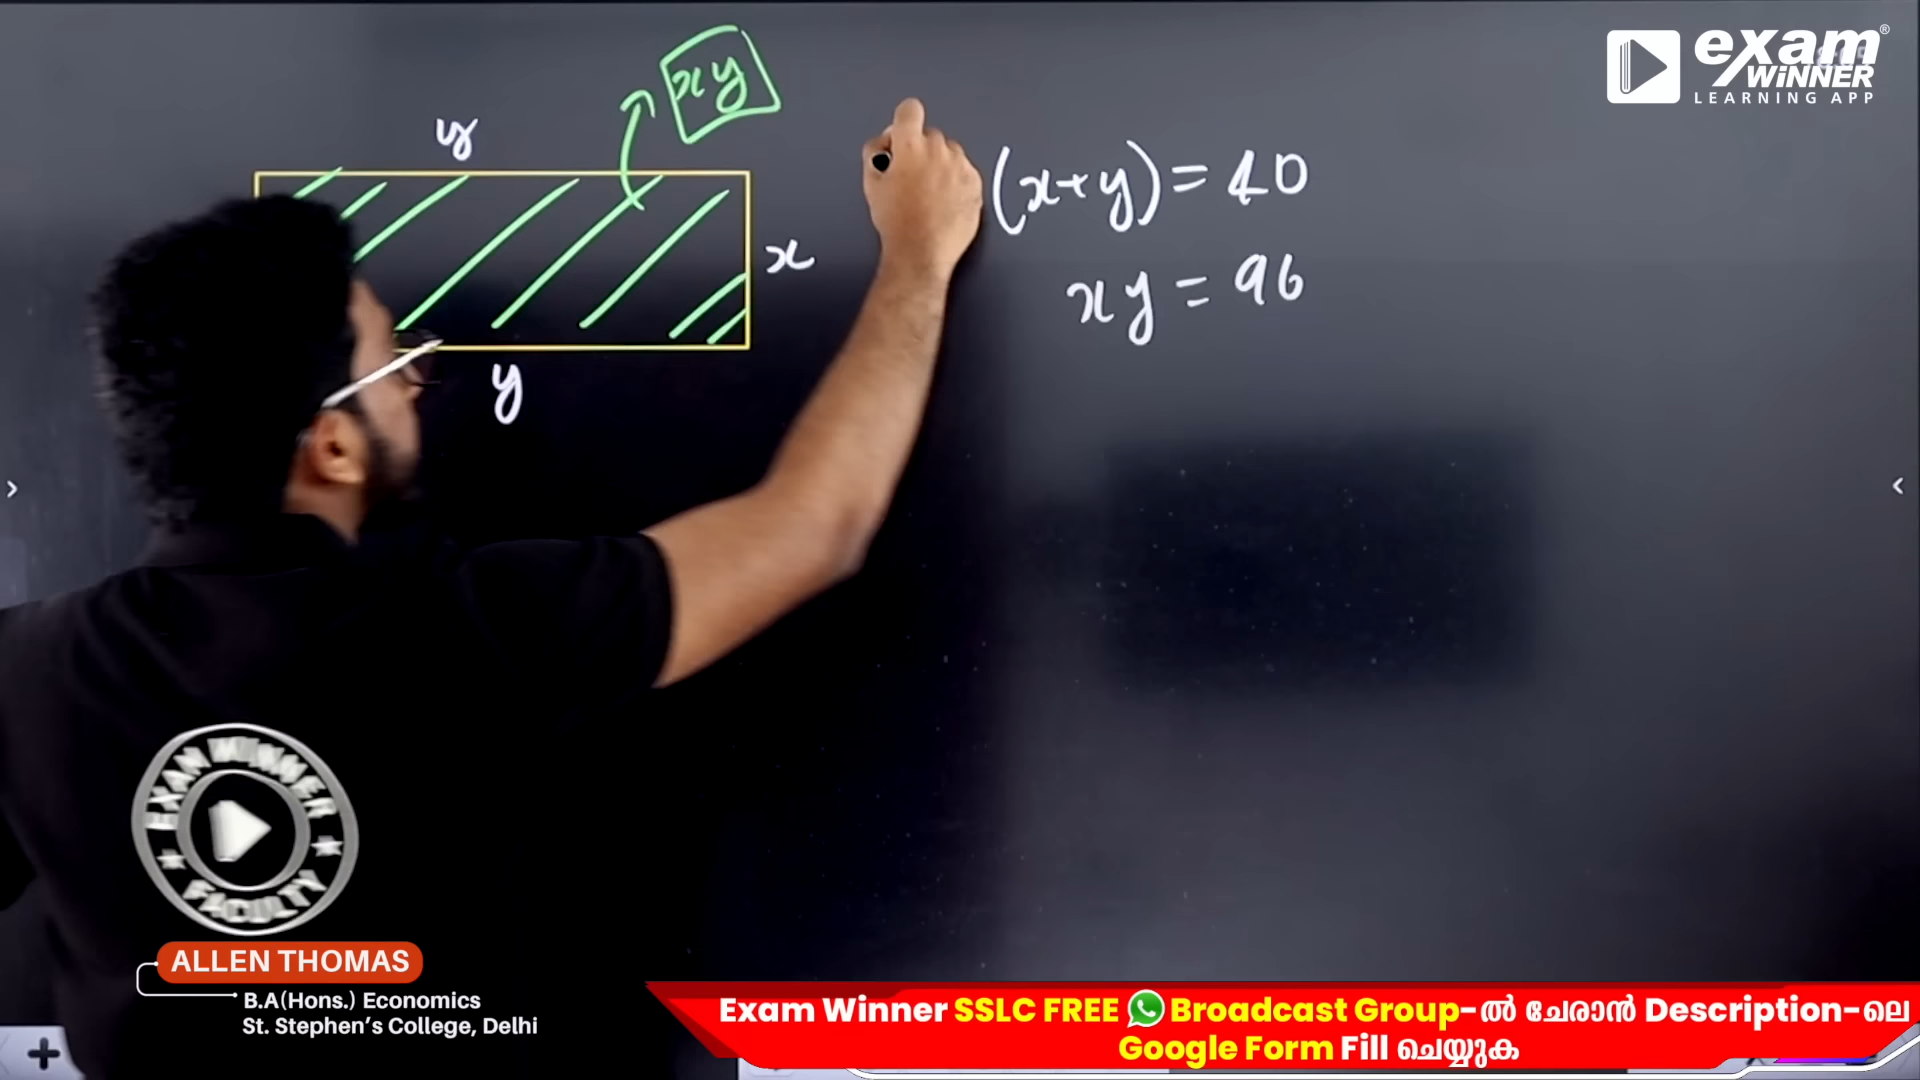 xy
y
x
y
(x+y) = 40
xy = 96
exam
WiNNER
LEARNING APP
EXAM WINNER
FACULTY
ALLEN THOMAS
B.A(Hons.) Economics
St. Stephen's College, Delhi
Exam Winner SSLC FREE Broadcast Group-ൽ ചേരാൻ Description-ലെ
Google Form Fill ചെയ്യുക